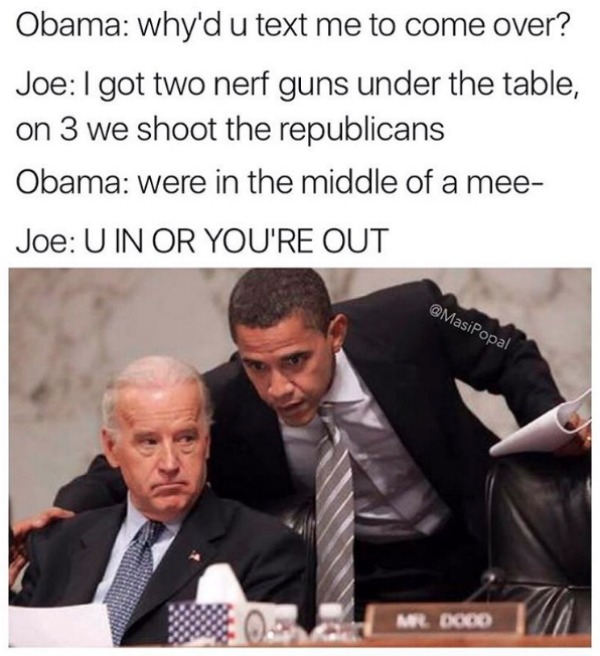 Obama: why'd u text me to come over?
Joe: I got two nerf guns under the table,
on 3 we shoot the republicans
Obama: were in the middle of a mee-
Joe: U IN OR YOU'RE OUT
@MasiPopal
MR. DODD